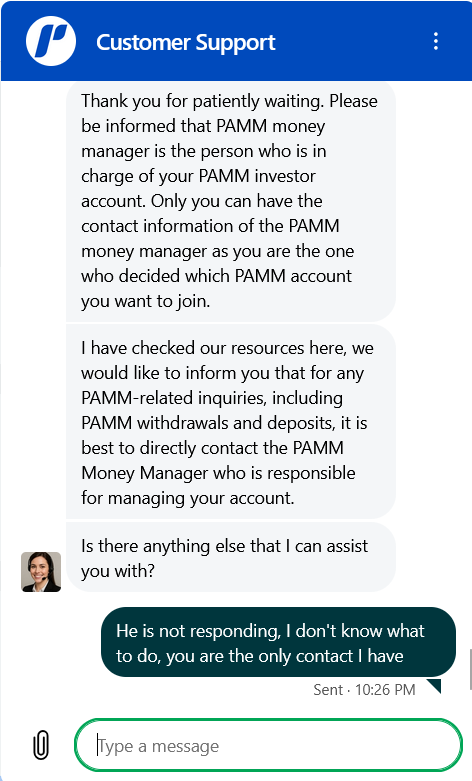 Customer Support
Thank you for patiently waiting. Please
be informed that PAMM money
manager is the person who is in
charge of your PAMM investor
account. Only you can have the
contact information of the PAMM
money manager as you are the one
who decided which PAMM account
you want to join.
I have checked our resources here, we
would like to inform you that for any
PAMM-related inquiries, including
PAMM withdrawals and deposits, it is
best to directly contact the PAMM
Money Manager who is responsible
for managing your account.
Is there anything else that I can assist
you with?
He is not responding, I don't know what
to do, you are the only contact I have
Sent · 10:26 PM
Type a message